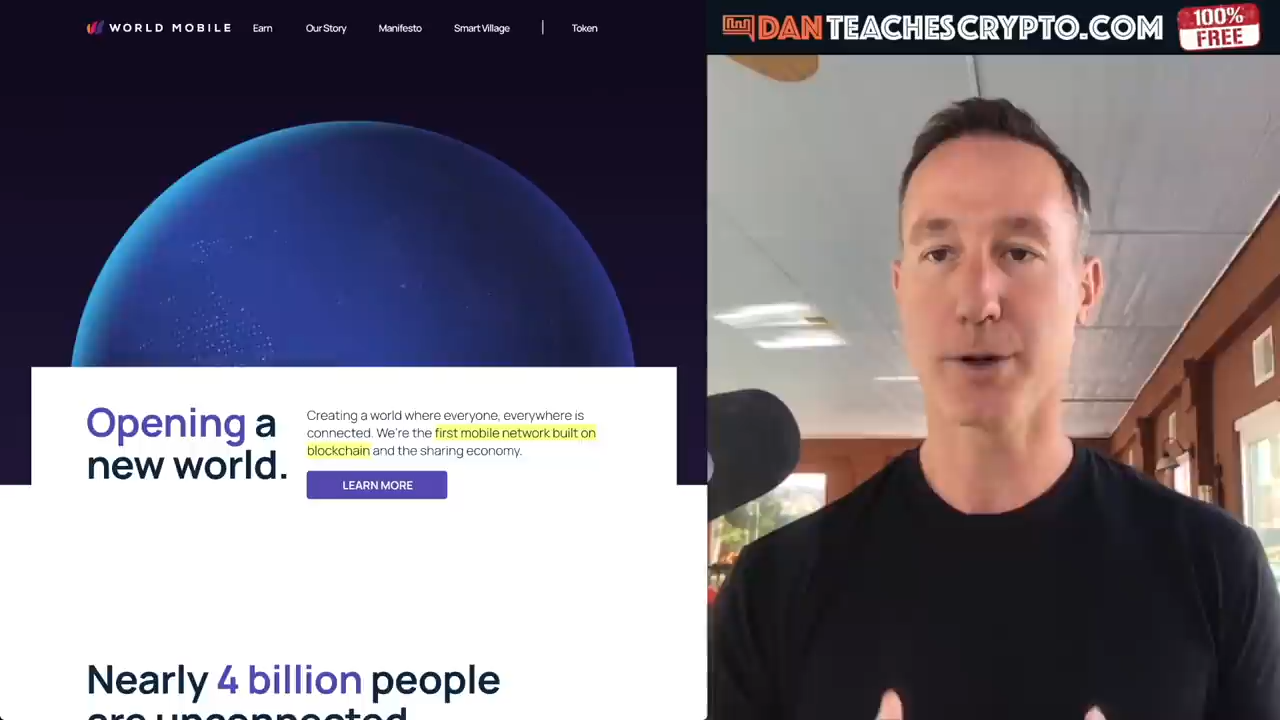 WORLD MOBILE
Earn
Our Story
Manifesto
Smart Village
Token
DANTEACHESCRYPTO.COM
100%
FREE
Opening a
new world.
Creating a world where everyone, everywhere is
connected. We're the first mobile network built on
blockchain and the sharing economy.
LEARN MORE
Nearly 4 billion people
are unconnected